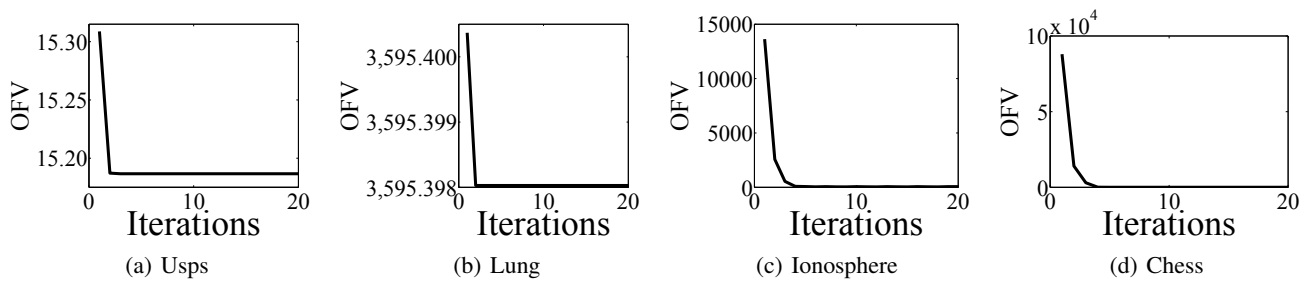 OFV
15.30
15.25
15.20
0
10
20
Iterations
(a) Usps
OFV
3,595.400
3,595.399
3,595.398
0
10
20
Iterations
(b) Lung
OFV
15000
10000
5000
0
0
10
20
Iterations
(c) Ionosphere
OFV
x 10^4
10
5
0
0
10
20
Iterations
(d) Chess